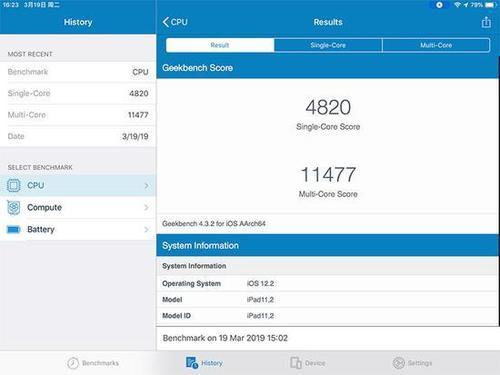 16:23 3月19日 周二
79%
History
CPU
Results
MOST RECENT
Benchmark CPU
Single-Core 4820
Multi-Core 11477
Date 3/19/19
SELECT BENCHMARK
CPU
Compute
Battery
Result Single-Core Multi-Core
Geekbench Score
4820
Single-Core Score
11477
Multi-Core Score
Geekbench 4.3.2 for iOS AArch64
System Information
System Information
Operating System iOS 12.2
Model iPad11,2
Model ID iPad11,2
Benchmark on 19 Mar 2019 15:02
Benchmarks History Device Settings